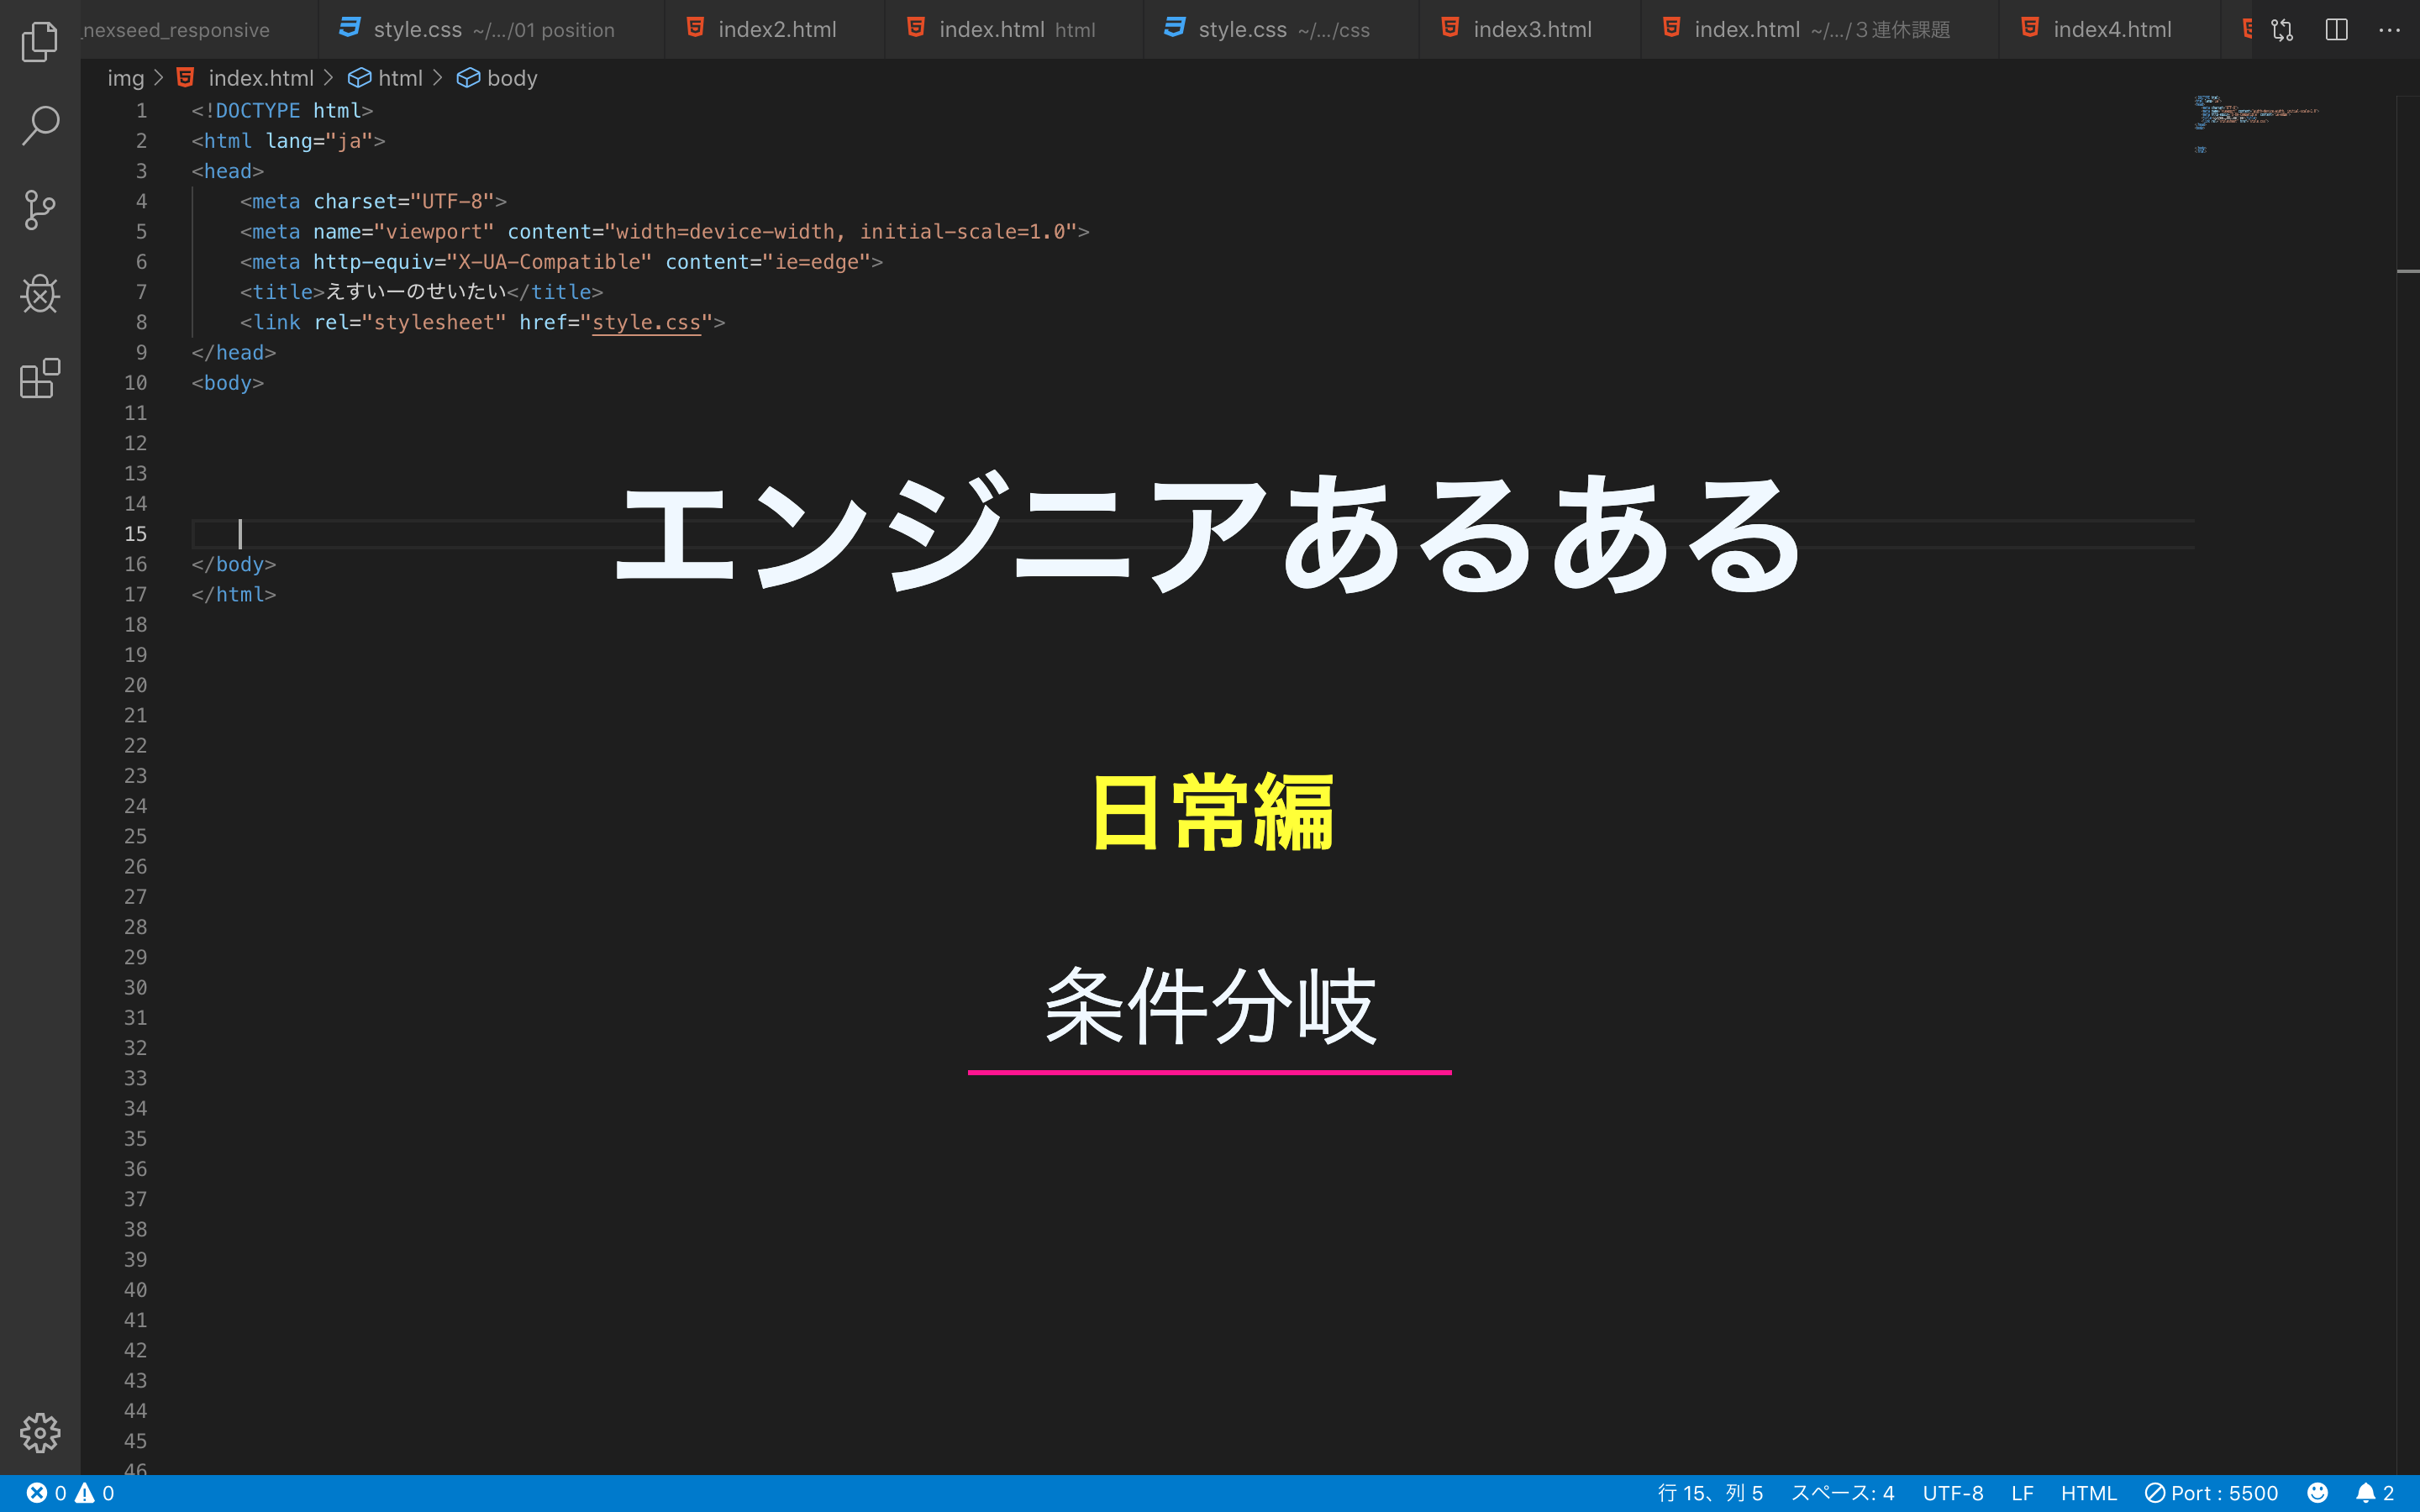 _nexseed_responsive style.css ~/.../01 position index2.html index.html html style.css ~/.../css index3.html index.html ~/.../３連休課題 index4.html
img > index.html > html > body
1 <!DOCTYPE html>
2 <html lang="ja">
3 <head>
4 <meta charset="UTF-8">
5 <meta name="viewport" content="width=device-width, initial-scale=1.0">
6 <meta http-equiv="X-UA-Compatible" content="ie=edge">
7 <title>えすいーのせいたい</title>
8 <link rel="stylesheet" href="style.css">
9 </head>
10 <body>
11
12
13
14
15
16 </body>
17 </html>
18
19
20
21
22
23
24
25
26
27
28
29
30
31
32
33
34
35
36
37
38
39
40
41
42
43
44
45
46
エンジニアあるある
日常編
条件分岐
0 0 行 15、列 5 スペース: 4 UTF-8 LF HTML Port : 5500 2